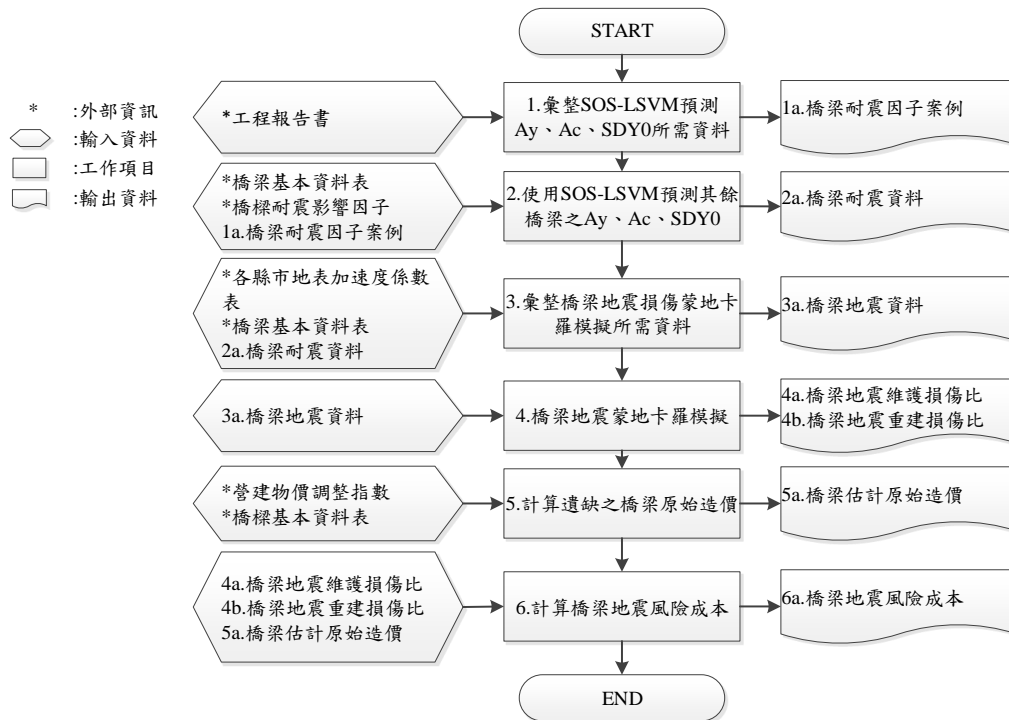 START
* :外部資訊
:輸入資料
:工作項目
:輸出資料
*工程報告書
1.彙整SOS-LSVM預測
Ay、Ac、SDY0所需資料
1a.橋梁耐震因子案例
*橋梁基本資料表
*橋樑耐震影響因子
1a.橋梁耐震因子案例
2.使用SOS-LSVM預測其餘
橋梁之Ay、Ac、SDY0
2a.橋梁耐震資料
*各縣市地表加速度係數
表
*橋梁基本資料表
2a.橋梁耐震資料
3.彙整橋梁地震損傷蒙地卡
羅模擬所需資料
3a.橋梁地震資料
3a.橋梁地震資料
4.橋梁地震蒙地卡羅模擬
4a.橋梁地震維護損傷比
4b.橋梁地震重建損傷比
*營建物價調整指數
*橋樑基本資料表
5.計算遺缺之橋梁原始造價
5a.橋梁估計原始造價
4a.橋梁地震維護損傷比
4b.橋梁地震重建損傷比
5a.橋梁估計原始造價
6.計算橋梁地震風險成本
6a.橋梁地震風險成本
END